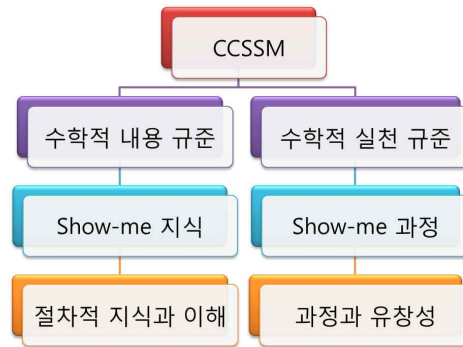 CCSSM
수학적 내용 규준
수학적 실천 규준
Show-me 지식
Show-me 과정
절차적 지식과 이해
과정과 유창성